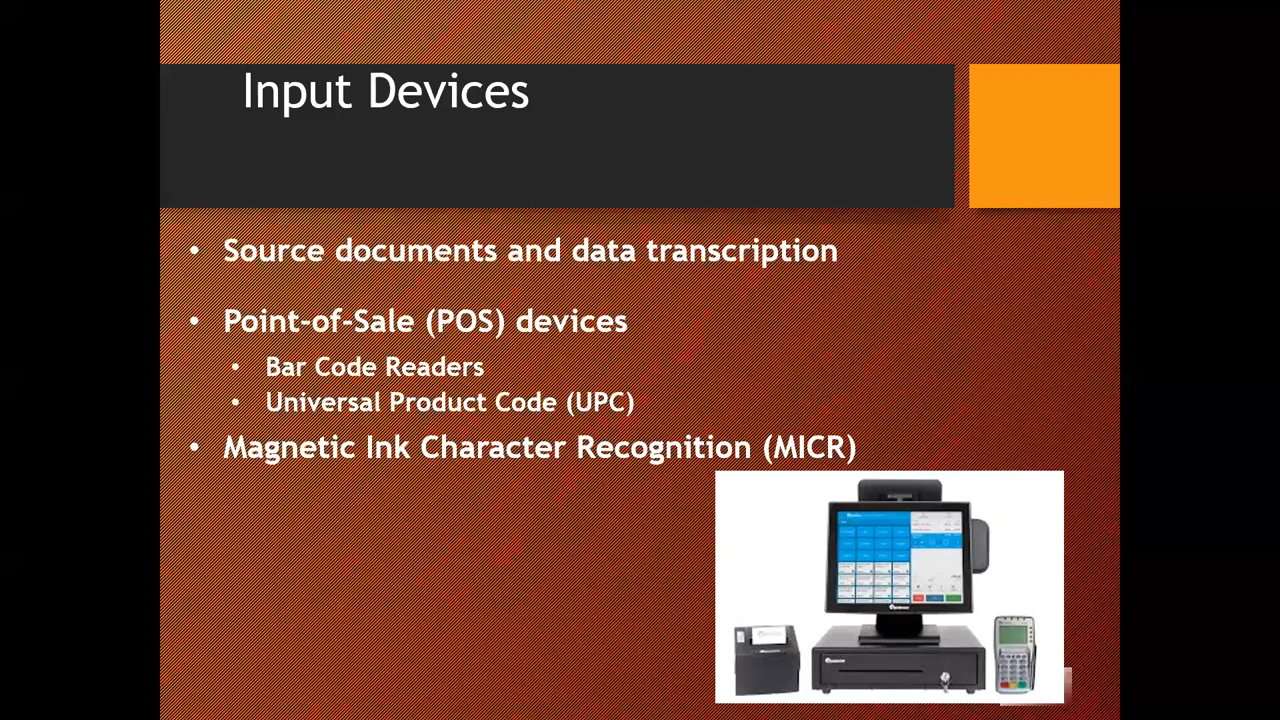 Input Devices
• Source documents and data transcription
• Point-of-Sale (POS) devices
• Bar Code Readers
• Universal Product Code (UPC)
• Magnetic Ink Character Recognition (MICR)